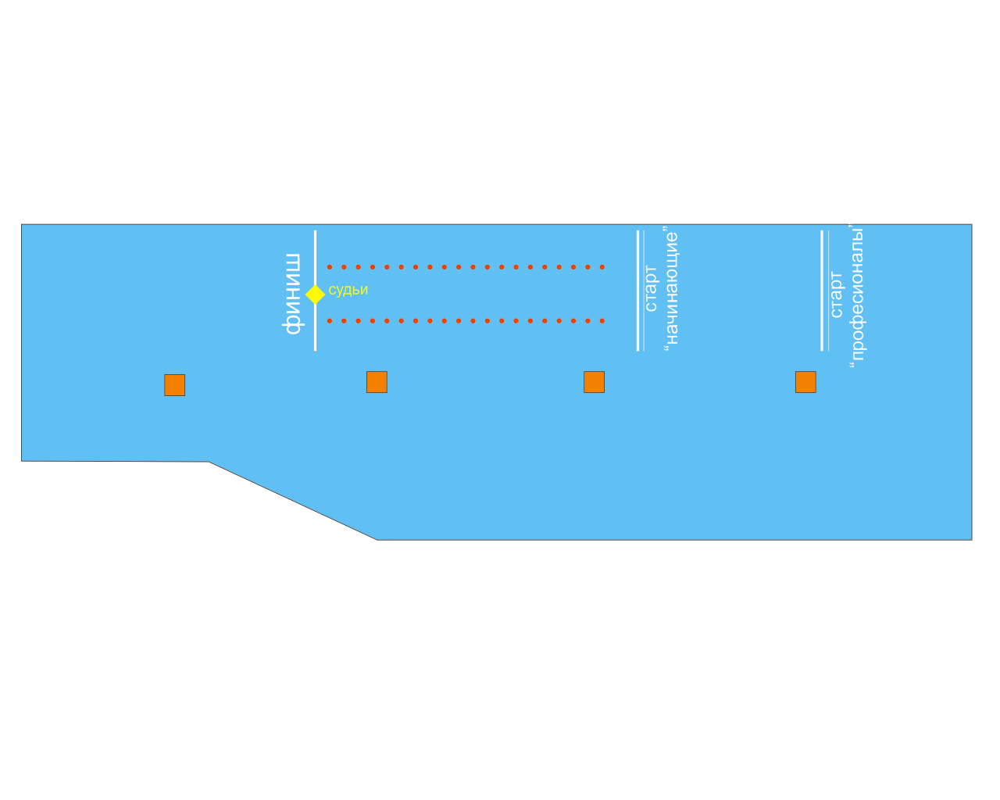 финиш
судьи
старт
“начинающие”
старт
“професионалы”